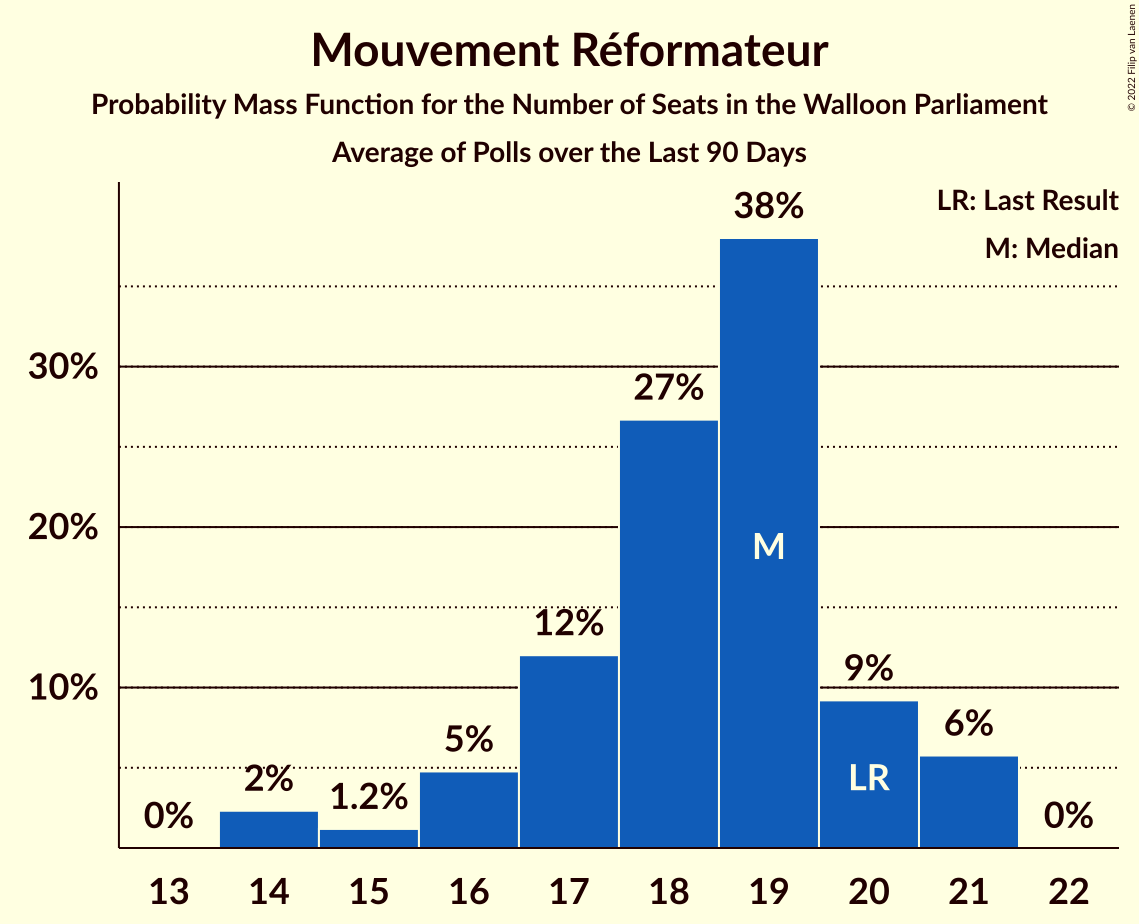 Mouvement Réformateur
Probability Mass Function for the Number of Seats in the Walloon Parliament
Average of Polls over the Last 90 Days
© 2022 Filip van Laenen
LR: Last Result
M: Median
38%
30%
27%
20%
M
12%
10%
9%
6%
5%
2%
LR
1.2%
0%
0%
13 14 15 16 17 18 19 20 21 22